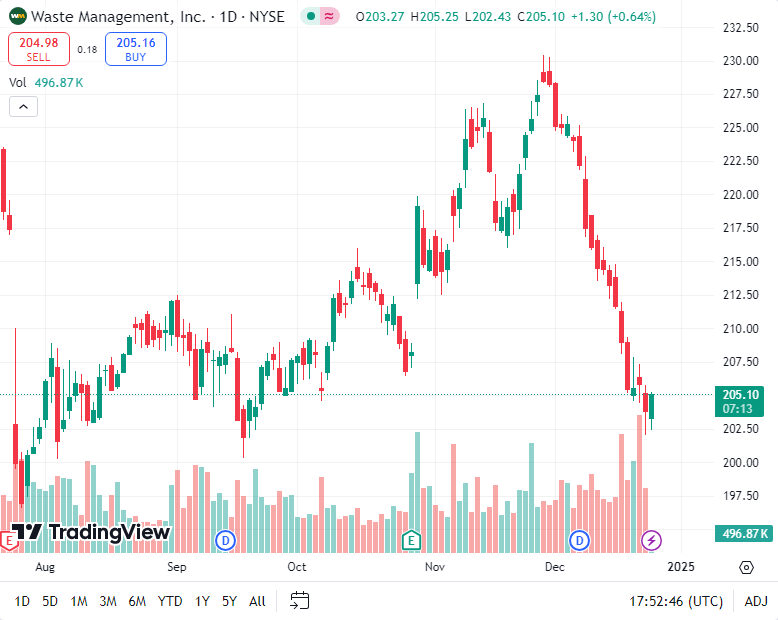 WM Waste Management, Inc. · 1D · NYSE ≈ O203.27 H205.25 L202.43 C205.10 +1.30 (+0.64%)
204.98 SELL 0.18 205.16 BUY
Vol 496.87K
232.50
230.00
227.50
225.00
222.50
220.00
217.50
215.00
212.50
210.00
207.50
205.10
07:13
202.50
200.00
197.50
496.87K
E D E D
TradingView
Aug Sep Oct Nov Dec 2025
1D 5D 1M 3M 6M YTD 1Y 5Y All 17:52:46 (UTC) ADJ